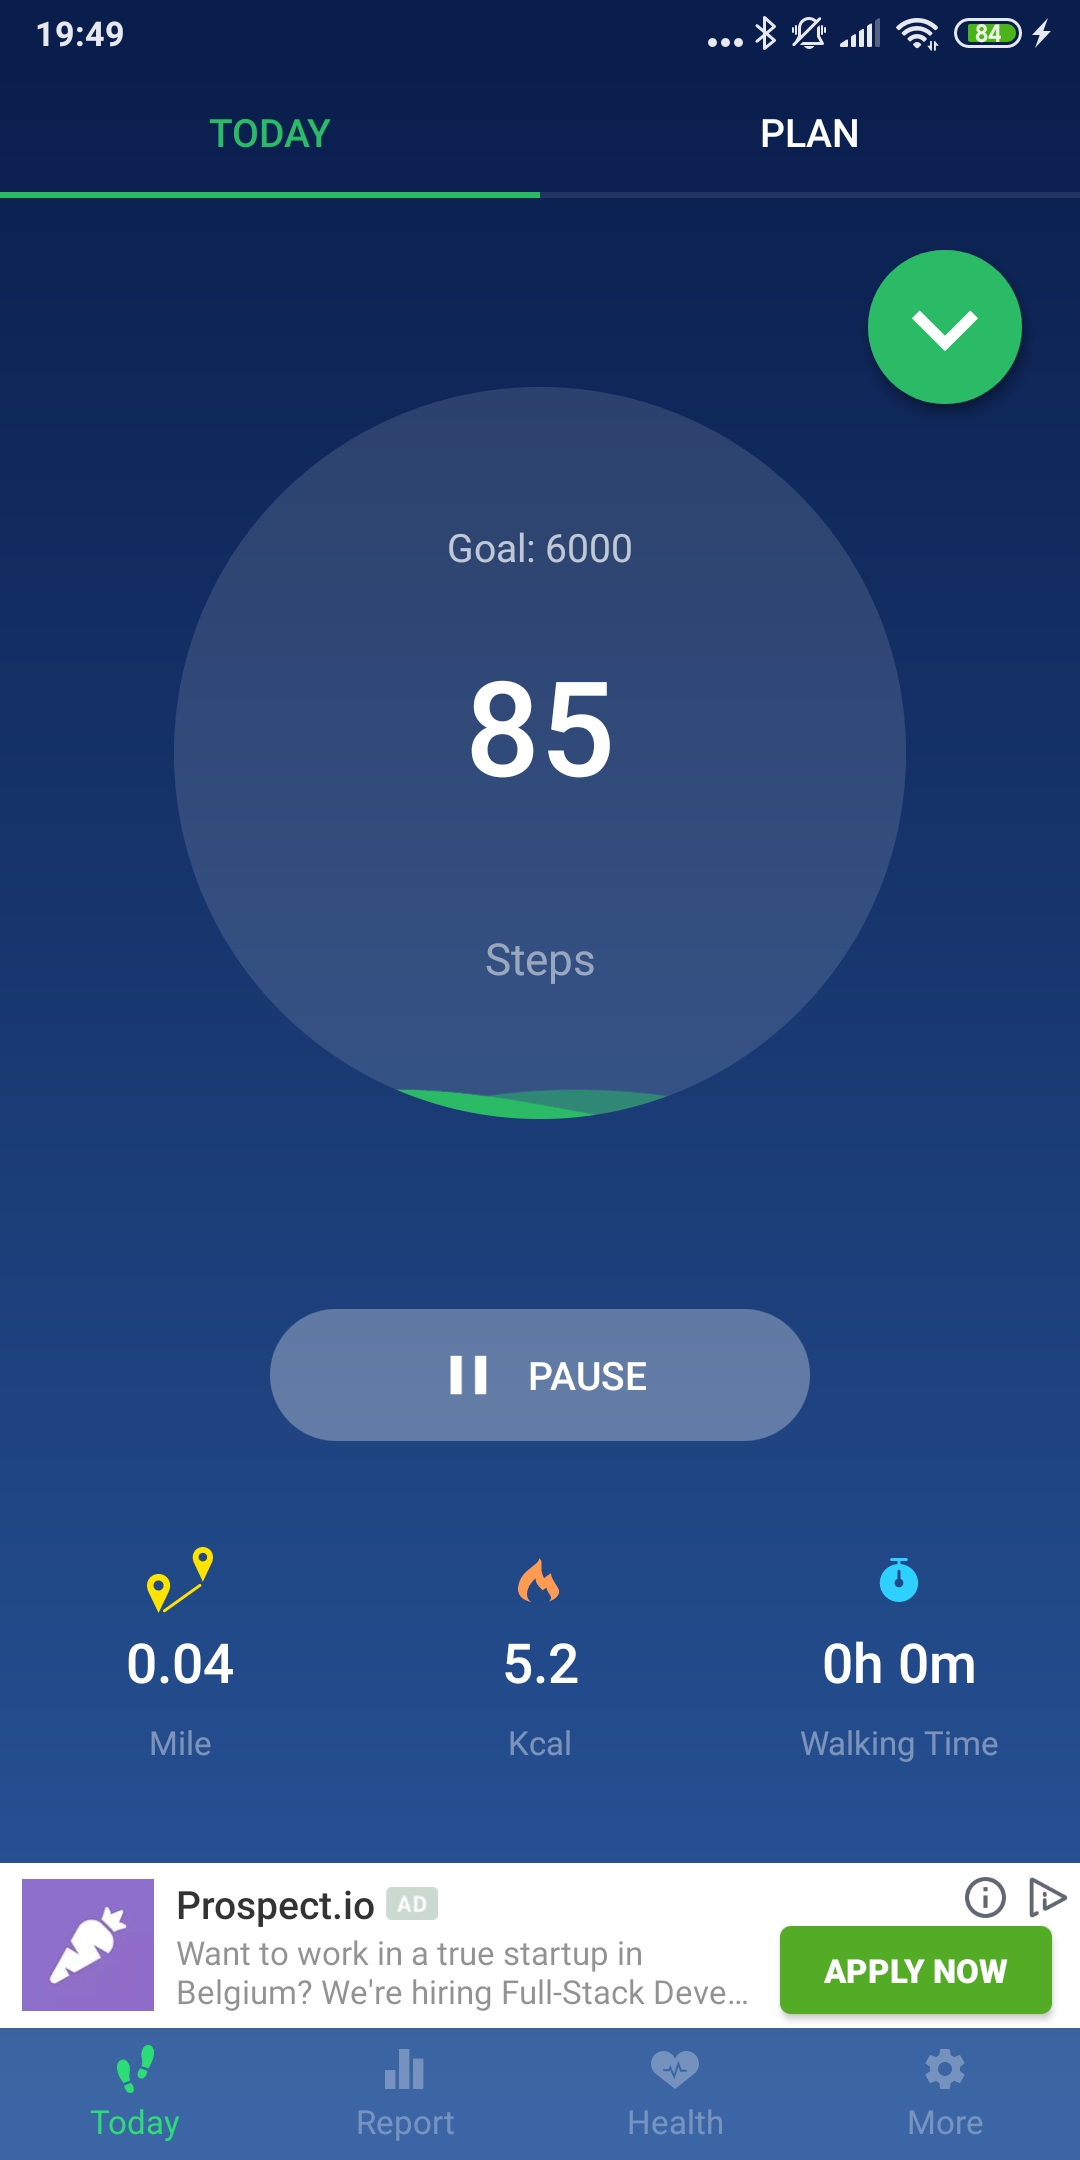 19:49
84
TODAY
PLAN
Goal: 6000
85
Steps
PAUSE
0.04
5.2
0h 0m
Mile
Kcal
Walking Time
Prospect.io AD
Want to work in a true startup in
Belgium? We're hiring Full-Stack Deve...
APPLY NOW
Today
Report
Health
More